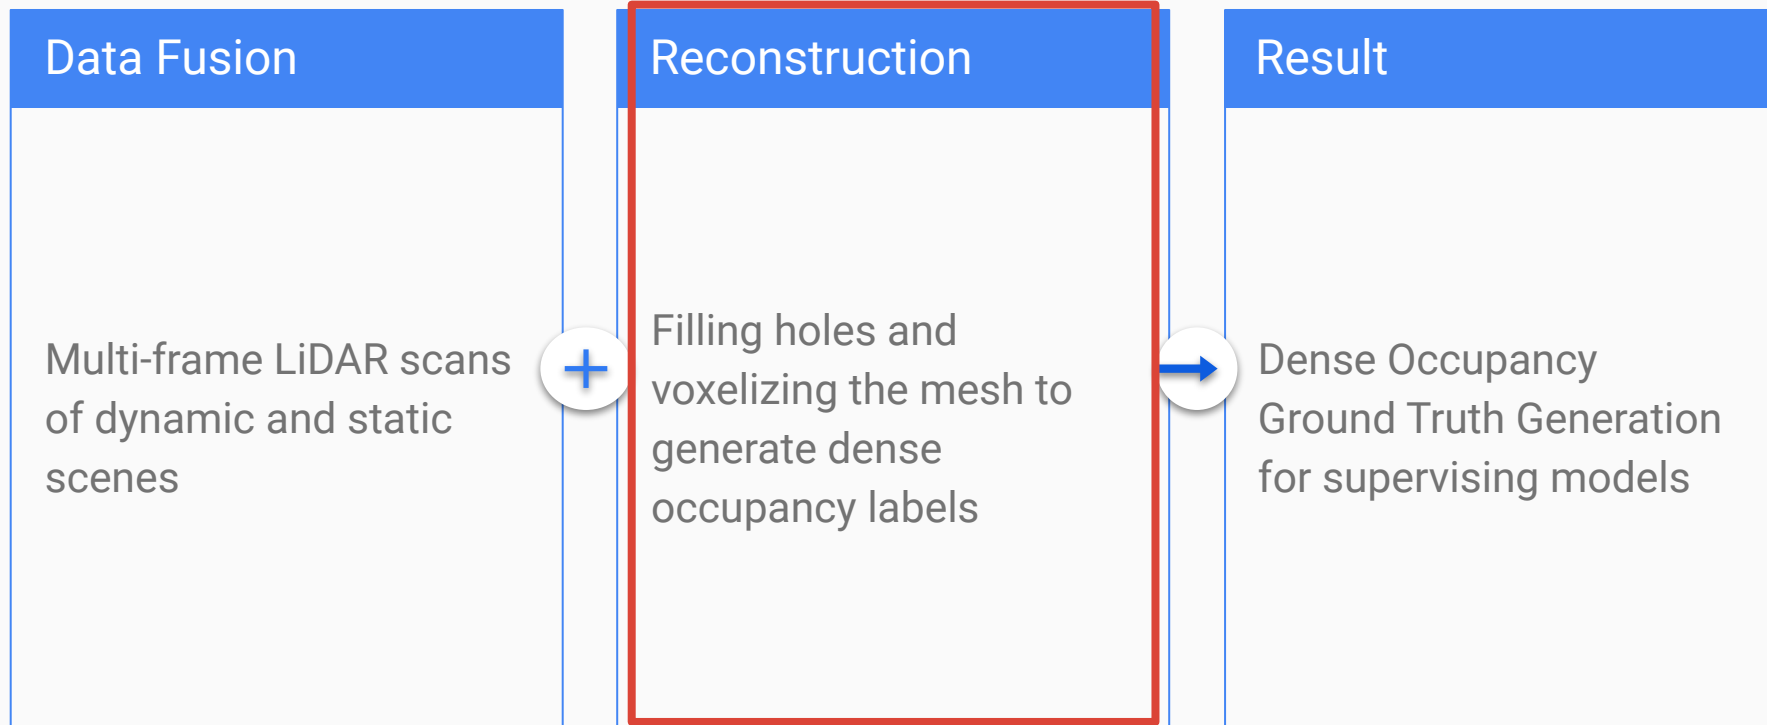 Data Fusion
Multi-frame LiDAR scans
of dynamic and static
scenes
+
Reconstruction
Filling holes and
voxelizing the mesh to
generate dense
occupancy labels
Result
Dense Occupancy
Ground Truth Generation
for supervising models